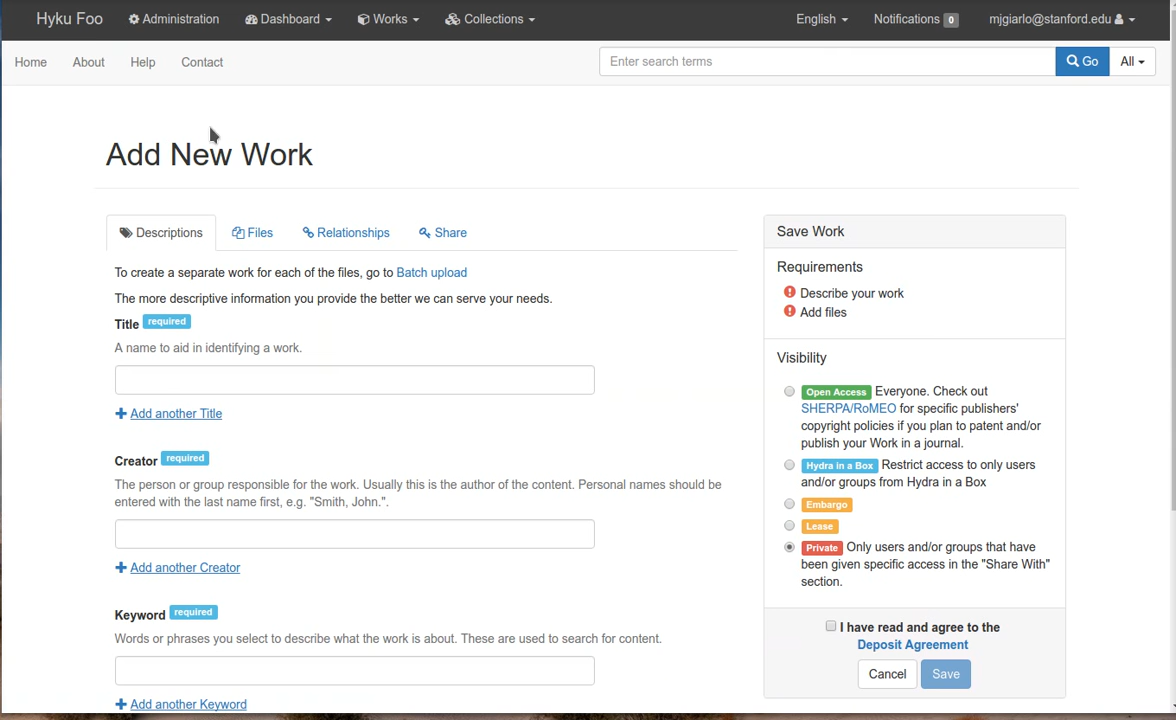 Hyku Foo Administration Dashboard Works Collections English Notifications 0 mjgiarlo@stanford.edu
Home About Help Contact Enter search terms Go All
Add New Work
Descriptions Files Relationships Share
To create a separate work for each of the files, go to Batch upload
The more descriptive information you provide the better we can serve your needs.
Title required
A name to aid in identifying a work.
Add another Title
Creator required
The person or group responsible for the work. Usually this is the author of the content. Personal names should be
entered with the last name first, e.g. "Smith, John.".
Add another Creator
Keyword required
Words or phrases you select to describe what the work is about. These are used to search for content.
Add another Keyword
Save Work
Requirements
Describe your work
Add files
Visibility
Open Access Everyone. Check out
SHERPA/RoMEO for specific publishers'
copyright policies if you plan to patent and/or
publish your Work in a journal.
Hydra in a Box Restrict access to only users
and/or groups from Hydra in a Box
Embargo
Lease
Private Only users and/or groups that have
been given specific access in the "Share With"
section.
I have read and agree to the
Deposit Agreement
Cancel Save